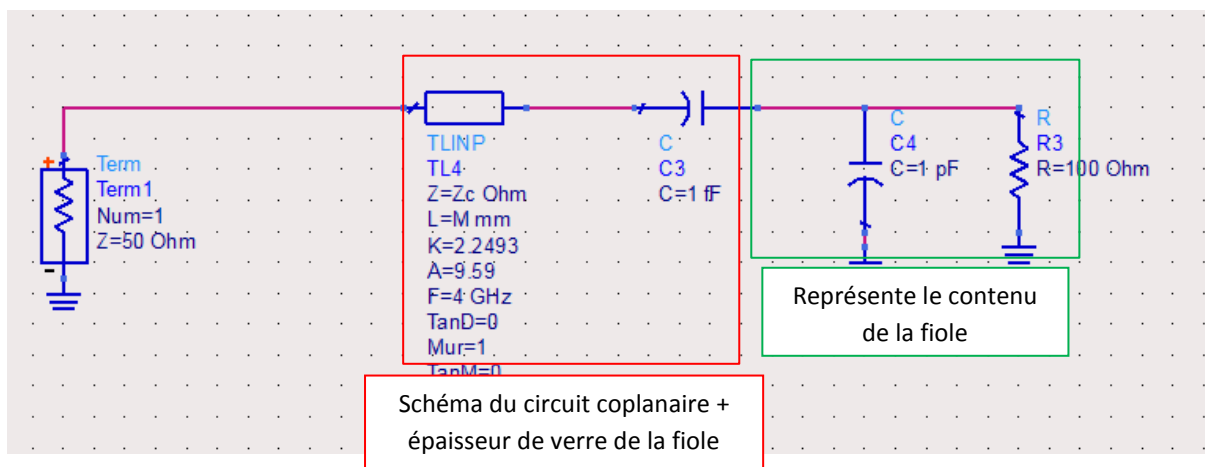 Term
Term1
Num=1
Z=50 Ohm
TLINP
TL4
Z=Zc Ohm
L=M mm
K=2.2493
A=9.59
F=4 GHz
TanD=0
Mur=1
TanM=0
C
C3
C=1 fF
C
C4
C=1 pF
R
R3
R=100 Ohm
Représente le contenu
de la fiole
Schéma du circuit coplanaire +
épaisseur de verre de la fiole